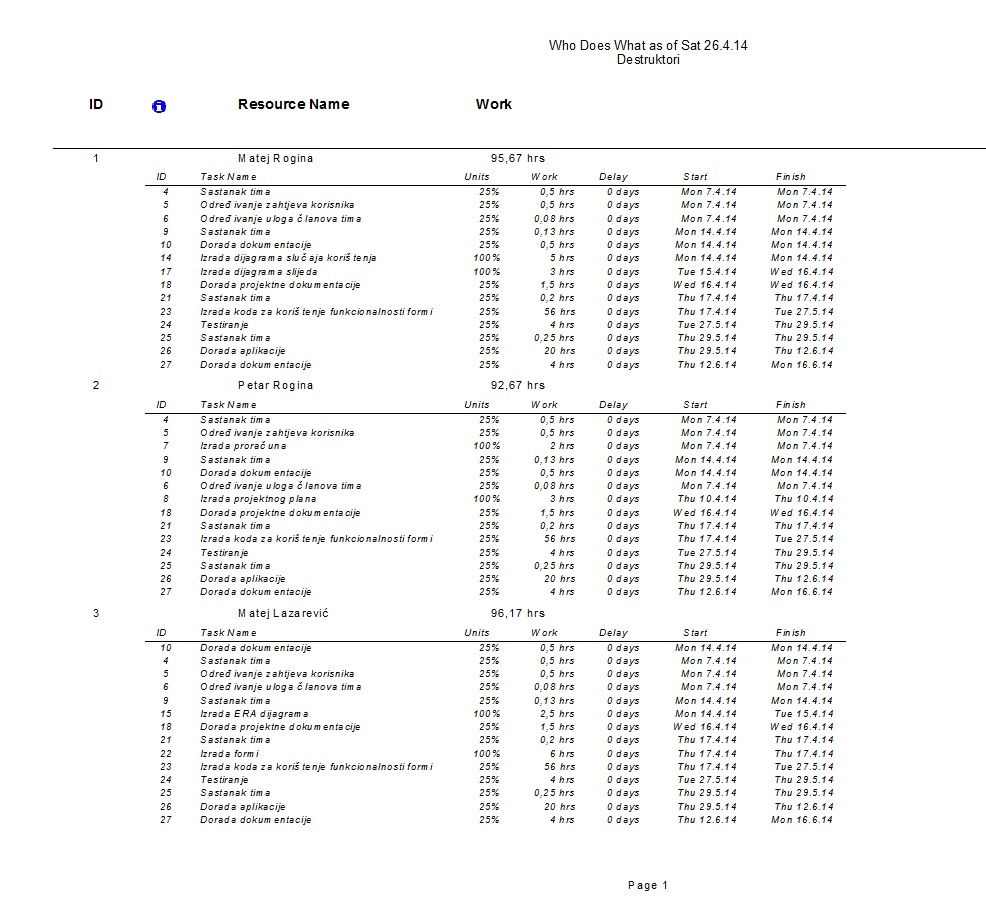 Who Does What as of Sat 26.4.14
Destruktori
ID Resource Name Work
1 Matej Rogina 95,67 hrs
ID Task Name Units Work Delay Start Finish
4 Sastanak tima 25% 0,5 hrs 0 days Mon 7.4.14 Mon 7.4.14
5 Određivanje zahtjeva korisnika 25% 0,5 hrs 0 days Mon 7.4.14 Mon 7.4.14
6 Određivanje uloga članova tima 25% 0,08 hrs 0 days Mon 7.4.14 Mon 7.4.14
9 Sastanak tima 25% 0,13 hrs 0 days Mon 14.4.14 Mon 14.4.14
10 Dorada dokumentacije 25% 0,5 hrs 0 days Mon 14.4.14 Mon 14.4.14
14 Izrada dijagrama slučaja korištenja 100% 5 hrs 0 days Mon 14.4.14 Mon 14.4.14
17 Izrada dijagrama slijeda 100% 3 hrs 0 days Tue 15.4.14 Wed 16.4.14
18 Dorada projektne dokumentacije 25% 1,5 hrs 0 days Wed 16.4.14 Wed 16.4.14
21 Sastanak tima 25% 0,2 hrs 0 days Thu 17.4.14 Thu 17.4.14
23 Izrada koda za korištenje funkcionalnosti formi 25% 56 hrs 0 days Thu 17.4.14 Tue 27.5.14
24 Testiranje 25% 4 hrs 0 days Tue 27.5.14 Thu 29.5.14
25 Sastanak tima 25% 0,25 hrs 0 days Thu 29.5.14 Thu 29.5.14
26 Dorada aplikacije 25% 20 hrs 0 days Thu 29.5.14 Thu 12.6.14
27 Dorada dokumentacije 25% 4 hrs 0 days Thu 12.6.14 Mon 16.6.14
2 Petar Rogina 92,67 hrs
ID Task Name Units Work Delay Start Finish
4 Sastanak tima 25% 0,5 hrs 0 days Mon 7.4.14 Mon 7.4.14
5 Određivanje zahtjeva korisnika 25% 0,5 hrs 0 days Mon 7.4.14 Mon 7.4.14
7 Izrada proračuna 100% 2 hrs 0 days Mon 7.4.14 Mon 7.4.14
9 Sastanak tima 25% 0,13 hrs 0 days Mon 14.4.14 Mon 14.4.14
10 Dorada dokumentacije 25% 0,5 hrs 0 days Mon 14.4.14 Mon 14.4.14
6 Određivanje uloga članova tima 25% 0,08 hrs 0 days Mon 7.4.14 Mon 7.4.14
8 Izrada projektnog plana 100% 3 hrs 0 days Thu 10.4.14 Thu 10.4.14
18 Dorada projektne dokumentacije 25% 1,5 hrs 0 days Wed 16.4.14 Wed 16.4.14
21 Sastanak tima 25% 0,2 hrs 0 days Thu 17.4.14 Thu 17.4.14
23 Izrada koda za korištenje funkcionalnosti formi 25% 56 hrs 0 days Thu 17.4.14 Tue 27.5.14
24 Testiranje 25% 4 hrs 0 days Tue 27.5.14 Thu 29.5.14
25 Sastanak tima 25% 0,25 hrs 0 days Thu 29.5.14 Thu 29.5.14
26 Dorada aplikacije 25% 20 hrs 0 days Thu 29.5.14 Thu 12.6.14
27 Dorada dokumentacije 25% 4 hrs 0 days Thu 12.6.14 Mon 16.6.14
3 Matej Lazarević 96,17 hrs
ID Task Name Units Work Delay Start Finish
10 Dorada dokumentacije 25% 0,5 hrs 0 days Mon 14.4.14 Mon 14.4.14
4 Sastanak tima 25% 0,5 hrs 0 days Mon 7.4.14 Mon 7.4.14
5 Određivanje zahtjeva korisnika 25% 0,5 hrs 0 days Mon 7.4.14 Mon 7.4.14
6 Određivanje uloga članova tima 25% 0,08 hrs 0 days Mon 7.4.14 Mon 7.4.14
9 Sastanak tima 25% 0,13 hrs 0 days Mon 14.4.14 Mon 14.4.14
15 Izrada ERA dijagrama 100% 2,5 hrs 0 days Mon 14.4.14 Tue 15.4.14
18 Dorada projektne dokumentacije 25% 1,5 hrs 0 days Wed 16.4.14 Wed 16.4.14
21 Sastanak tima 25% 0,2 hrs 0 days Thu 17.4.14 Thu 17.4.14
22 Izrada formi 100% 6 hrs 0 days Thu 17.4.14 Thu 17.4.14
23 Izrada koda za korištenje funkcionalnosti formi 25% 56 hrs 0 days Thu 17.4.14 Tue 27.5.14
24 Testiranje 25% 4 hrs 0 days Tue 27.5.14 Thu 29.5.14
25 Sastanak tima 25% 0,25 hrs 0 days Thu 29.5.14 Thu 29.5.14
26 Dorada aplikacije 25% 20 hrs 0 days Thu 29.5.14 Thu 12.6.14
27 Dorada dokumentacije 25% 4 hrs 0 days Thu 12.6.14 Mon 16.6.14
Page 1